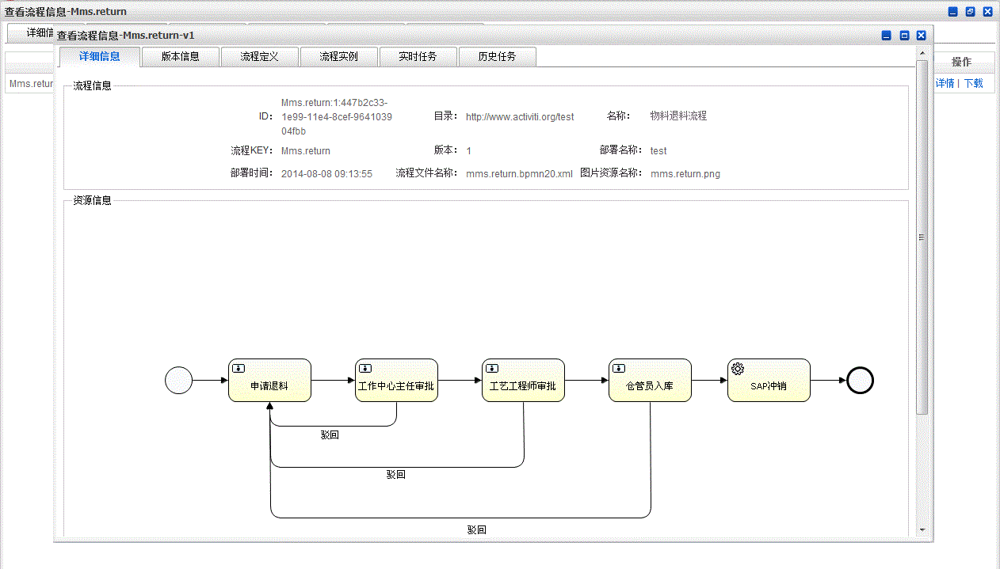 查看流程信息-Mms.return
详细信
查看流程信息-Mms.return-v1
详细信息 版本信息 流程定义 流程实例 实时任务 历史任务
操作
Mms.retur
详情 | 下载
流程信息
ID: Mms.return:1:447b2c33-
1e99-11e4-8cef-9641039
04fbb
目录: http://www.activiti.org/test
名称: 物料退料流程
流程KEY: Mms.return 版本: 1 部署名称: test
部署时间: 2014-08-08 09:13:55 流程文件名称: mms.return.bpmn20.xml 图片资源名称: mms.return.png
资源信息
申请退料 工作中心主任审批 工艺工程师审批 仓管员入库 SAP冲销
驳回
驳回
驳回